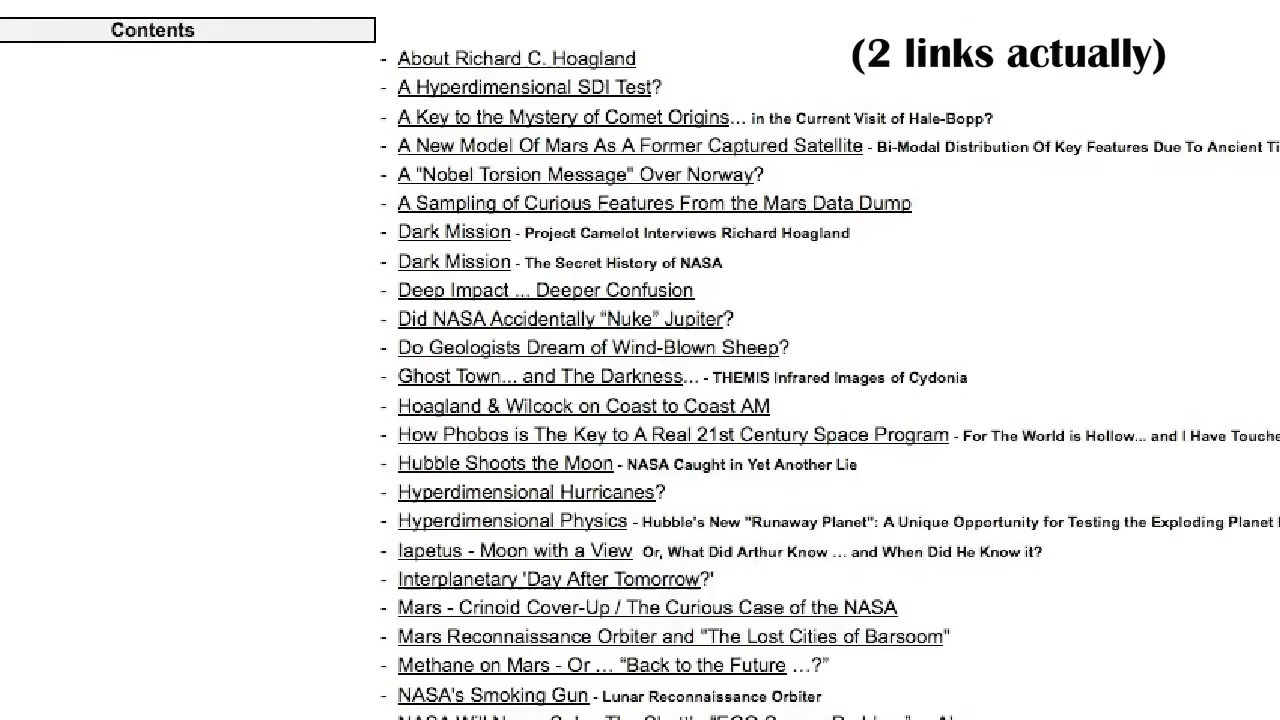 Contents
(2 links actually)
- About Richard C. Hoagland
- A Hyperdimensional SDI Test?
- A Key to the Mystery of Comet Origins... in the Current Visit of Hale-Bopp?
- A New Model Of Mars As A Former Captured Satellite - Bi-Modal Distribution Of Key Features Due To Ancient
- A "Nobel Torsion Message" Over Norway?
- A Sampling of Curious Features From the Mars Data Dump
- Dark Mission - Project Camelot Interviews Richard Hoagland
- Dark Mission - The Secret History of NASA
- Deep Impact ... Deeper Confusion
- Did NASA Accidentally “Nuke” Jupiter?
- Do Geologists Dream of Wind-Blown Sheep?
- Ghost Town... and The Darkness... - THEMIS Infrared Images of Cydonia
- Hoagland & Wilcock on Coast to Coast AM
- How Phobos is The Key to A Real 21st Century Space Program - For The World is Hollow... and I Have Touche
- Hubble Shoots the Moon - NASA Caught in Yet Another Lie
- Hyperdimensional Hurricanes?
- Hyperdimensional Physics - Hubble's New "Runaway Planet": A Unique Opportunity for Testing the Exploding Planet
- Iapetus - Moon with a View Or, What Did Arthur Know ... and When Did He Know it?
- Interplanetary 'Day After Tomorrow?'
- Mars - Crinoid Cover-Up / The Curious Case of the NASA
- Mars Reconnaissance Orbiter and "The Lost Cities of Barsoom"
- Methane on Mars - Or ... “Back to the Future ...?”
- NASA's Smoking Gun - Lunar Reconnaissance Orbiter